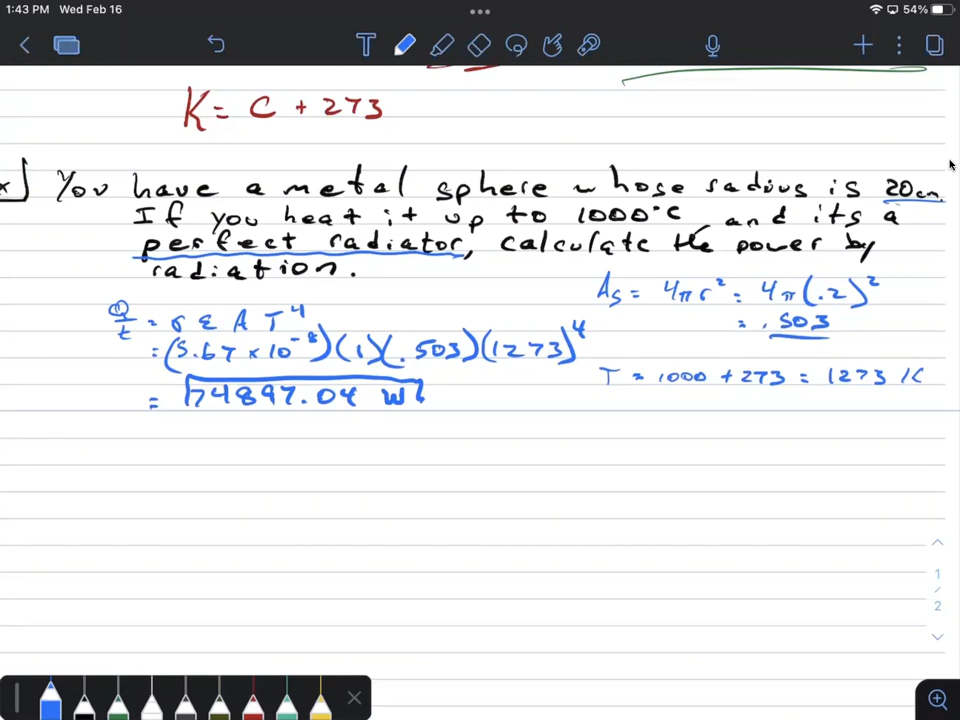 1:43 PM Wed Feb 16
54%
K = C + 273
x] You have a metal sphere whose radius is 20cm.
If you heat it up to 1000°C and its a
perfect radiator, calculate the power by
radiation.
As = 4πr² = 4π(.2)²
= .503
Q/t = σ ε A T⁴
= (5.67 × 10⁻⁸)(1)(.503)(1273)⁴
T = 1000 + 273 = 1273 K
= 74897.04 W
1
/
2